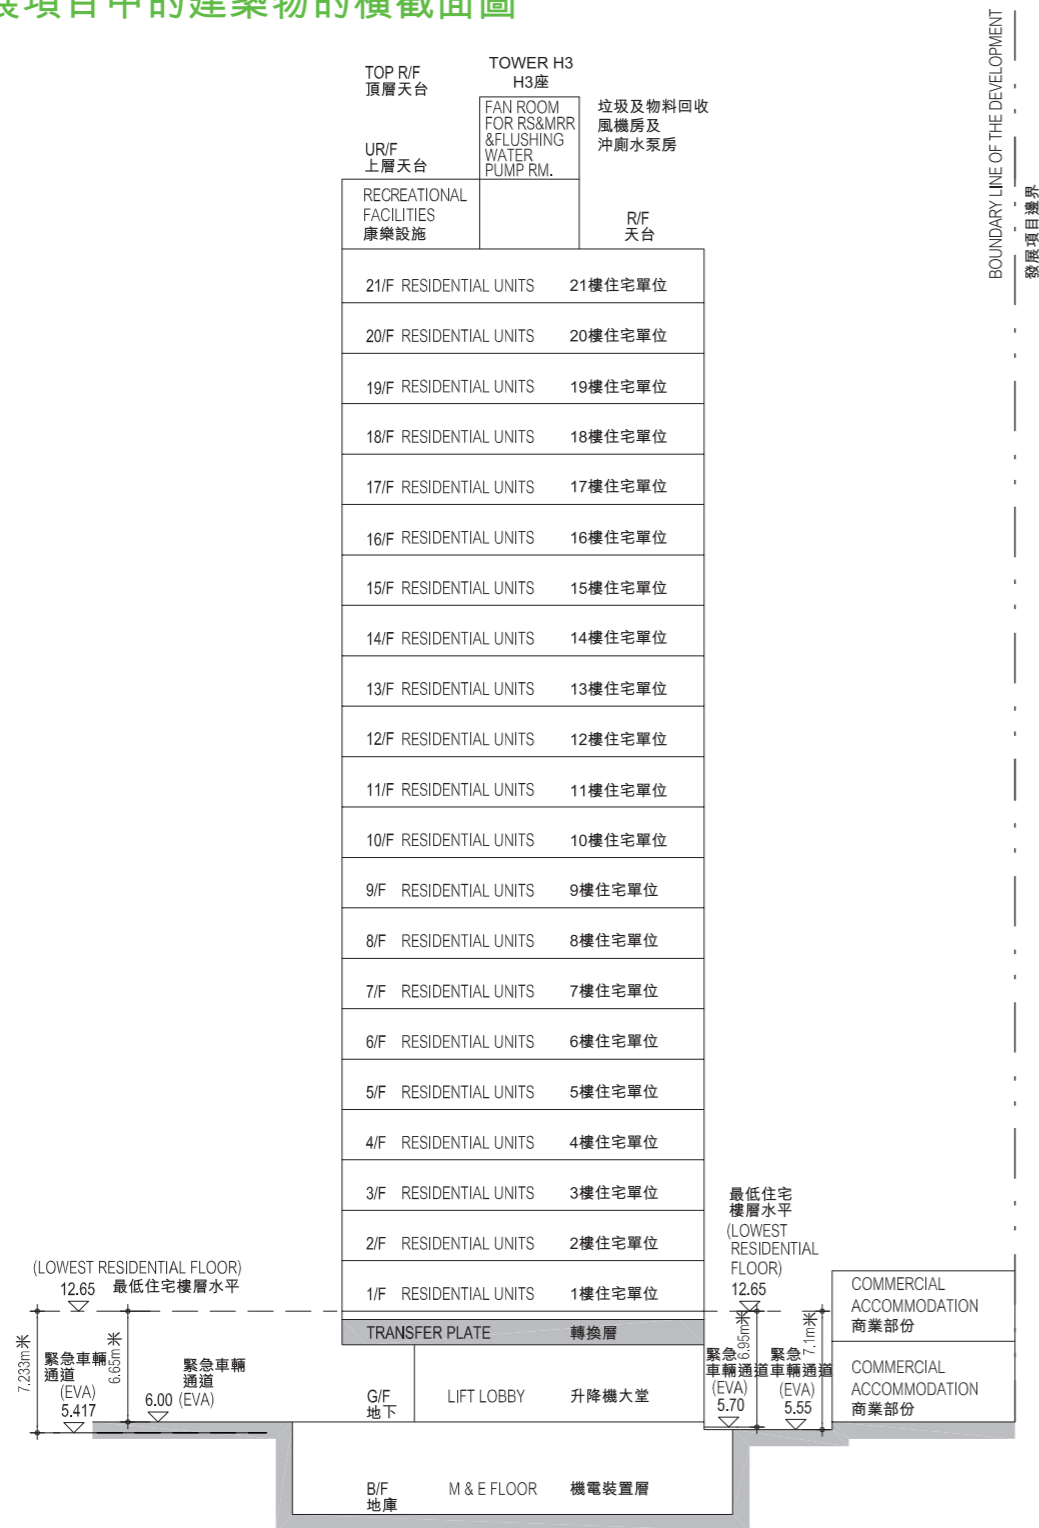 展項目中的建築物的橫截面圖
TOWER H3
H3座
TOP R/F
頂層天台
FAN ROOM
FOR RS&MRR
&FLUSHING
WATER
PUMP RM.
垃圾及物料回收
風機房及
沖廁水泵房
UR/F
上層天台
RECREATIONAL
FACILITIES
康樂設施
R/F
天台
BOUNDARY LINE OF THE DEVELOPMENT
發展項目邊界
21/F RESIDENTIAL UNITS 21樓住宅單位
20/F RESIDENTIAL UNITS 20樓住宅單位
19/F RESIDENTIAL UNITS 19樓住宅單位
18/F RESIDENTIAL UNITS 18樓住宅單位
17/F RESIDENTIAL UNITS 17樓住宅單位
16/F RESIDENTIAL UNITS 16樓住宅單位
15/F RESIDENTIAL UNITS 15樓住宅單位
14/F RESIDENTIAL UNITS 14樓住宅單位
13/F RESIDENTIAL UNITS 13樓住宅單位
12/F RESIDENTIAL UNITS 12樓住宅單位
11/F RESIDENTIAL UNITS 11樓住宅單位
10/F RESIDENTIAL UNITS 10樓住宅單位
9/F RESIDENTIAL UNITS 9樓住宅單位
8/F RESIDENTIAL UNITS 8樓住宅單位
7/F RESIDENTIAL UNITS 7樓住宅單位
6/F RESIDENTIAL UNITS 6樓住宅單位
5/F RESIDENTIAL UNITS 5樓住宅單位
4/F RESIDENTIAL UNITS 4樓住宅單位
3/F RESIDENTIAL UNITS 3樓住宅單位
2/F RESIDENTIAL UNITS 2樓住宅單位
1/F RESIDENTIAL UNITS 1樓住宅單位
TRANSFER PLATE 轉換層
(LOWEST RESIDENTIAL FLOOR)
12.65 最低住宅樓層水平
7.233m米
緊急車輛
通道
(EVA)
5.417
6.65m米
緊急車輛
通道
6.00 (EVA)
G/F
地下
LIFT LOBBY 升降機大堂
最低住宅
樓層水平
(LOWEST
RESIDENTIAL
FLOOR)
12.65
6.95m米
緊急
車輛通道
(EVA)
5.70
7.1m米
緊急
車輛通道
(EVA)
5.55
COMMERCIAL
ACCOMMODATION
商業部份
COMMERCIAL
ACCOMMODATION
商業部份
B/F
地庫
M & E FLOOR 機電裝置層